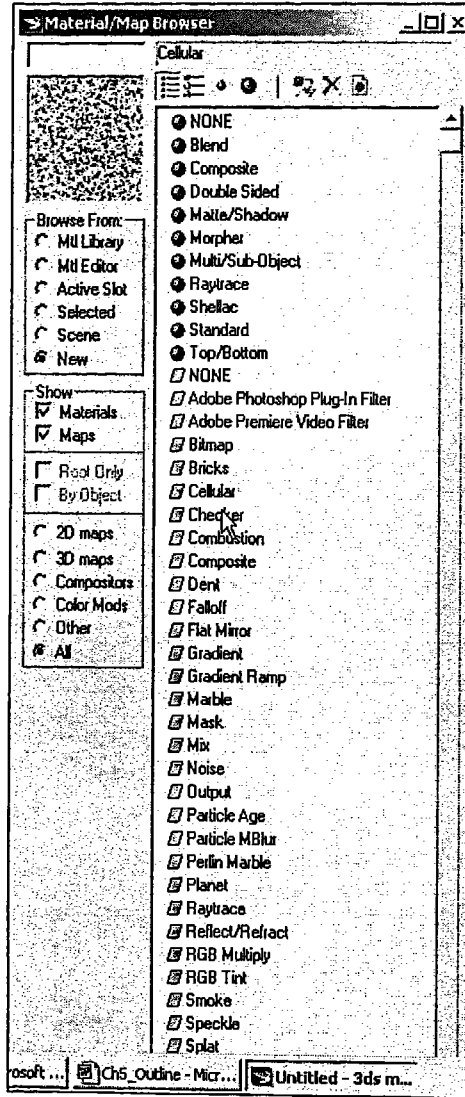 Material/Map Browser
Cellular
NONE
Blend
Composite
Double Sided
Matte/Shadow
Morpher
Multi/Sub-Object
Raytrace
Shellac
Standard
Top/Bottom
NONE
Adobe Photoshop Plug-In Filter
Adobe Premiere Video Filter
Bitmap
Bricks
Cellular
Checker
Combustion
Composite
Dent
Falloff
Flat Mirror
Gradient
Gradient Ramp
Marble
Mask
Mix
Noise
Output
Particle Age
Particle MBlur
Perlin Marble
Planet
Raytrace
Reflect/Refract
RGB Multiply
RGB Tint
Smoke
Speckle
Splat
Browse From:
Mtl Library
Mtl Editor
Active Slot
Selected
Scene
New
Show
Materials
Maps
Root Only
By Object
2D maps
3D maps
Compositors
Color Mods
Other
All
rosoft ...
Ch5_Outline - Micr...
Untitled - 3ds m...